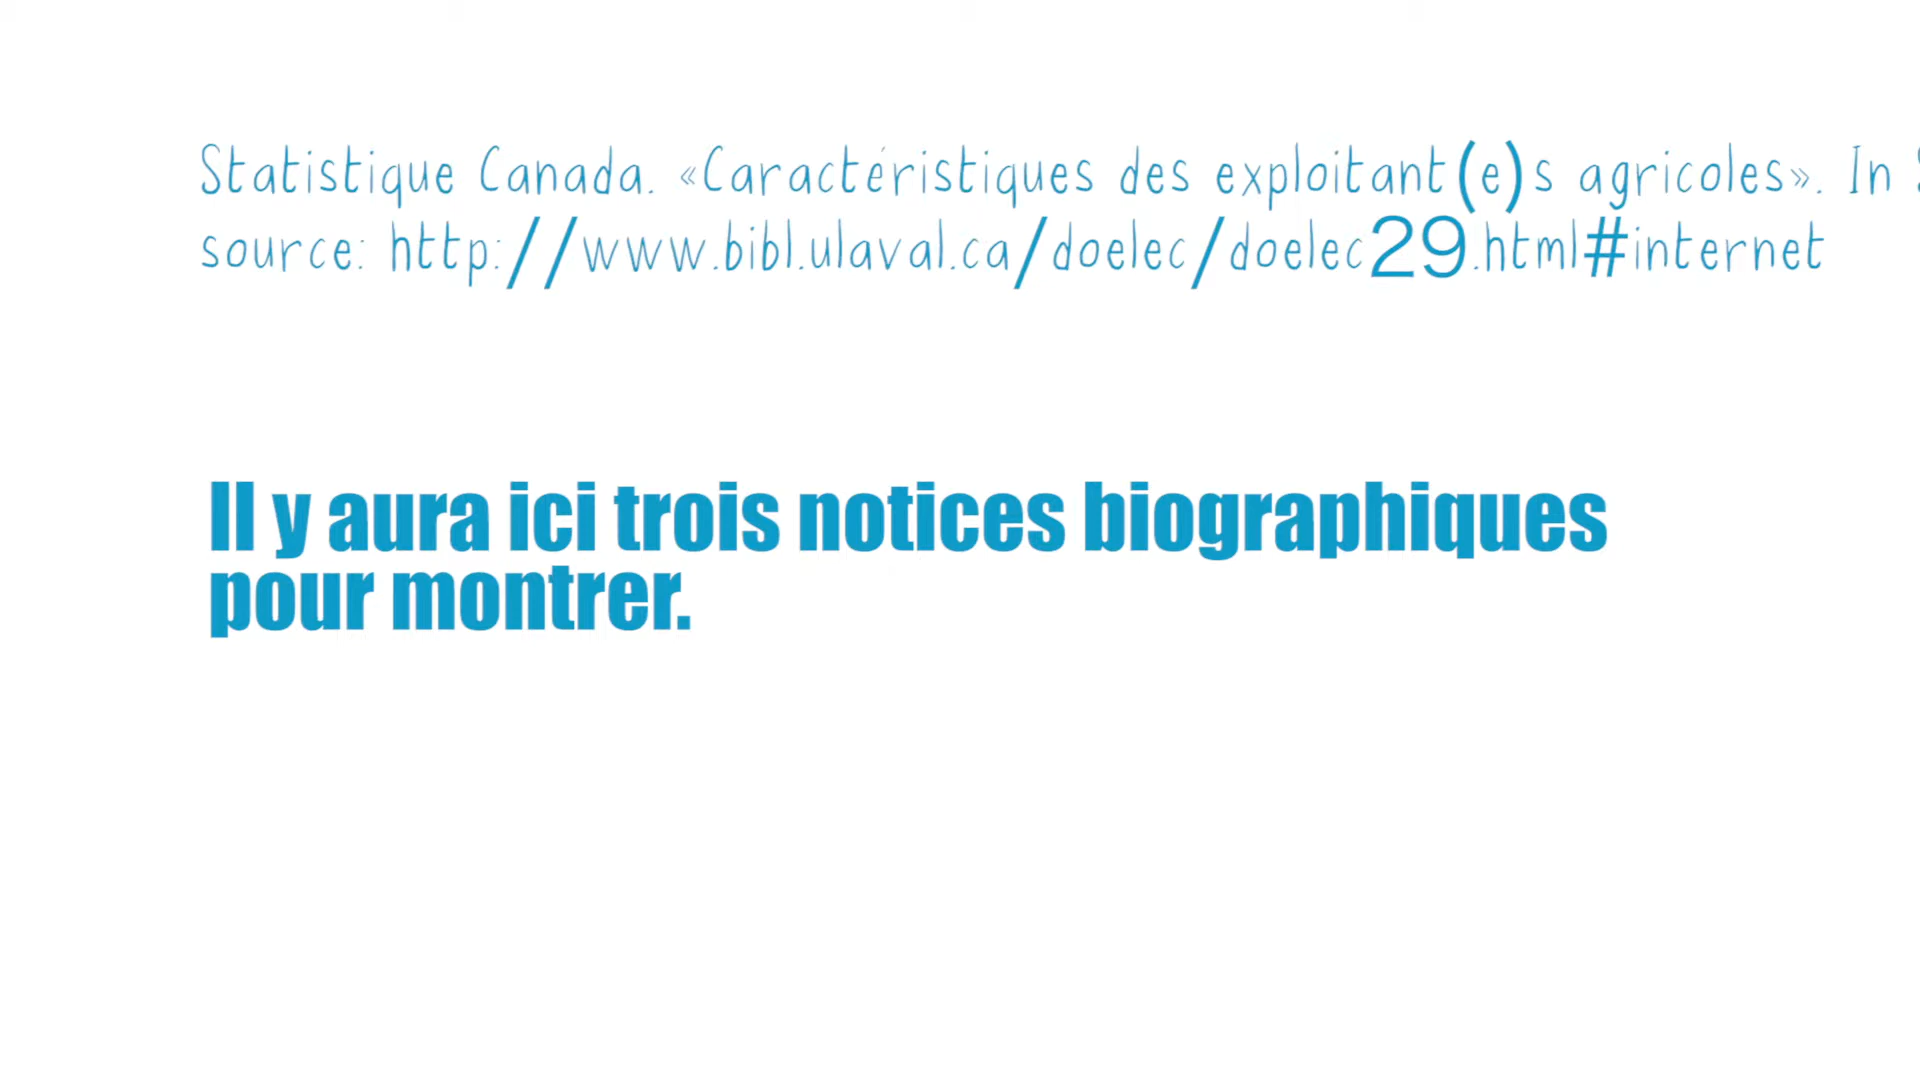 Statistique Canada. «Caractéristiques des exploitant(e)s agricoles». In
source: http://www.bibl.ulaval.ca/doelec/doelec29.html#internet
Il y aura ici trois notices biographiques
pour montrer.